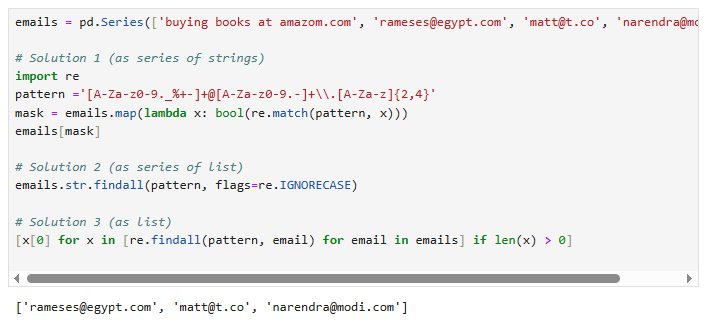 emails = pd.Series(['buying books at amazom.com', 'rameses@egypt.com', 'matt@t.co', 'narendra@mo
# Solution 1 (as series of strings)
import re
pattern ='[A-Za-z0-9._%+-]+@[A-Za-z0-9.-]+\\.[A-Za-z]{2,4}'
mask = emails.map(lambda x: bool(re.match(pattern, x)))
emails[mask]
# Solution 2 (as series of list)
emails.str.findall(pattern, flags=re.IGNORECASE)
# Solution 3 (as list)
[x[0] for x in [re.findall(pattern, email) for email in emails] if len(x) > 0]
['rameses@egypt.com', 'matt@t.co', 'narendra@modi.com']